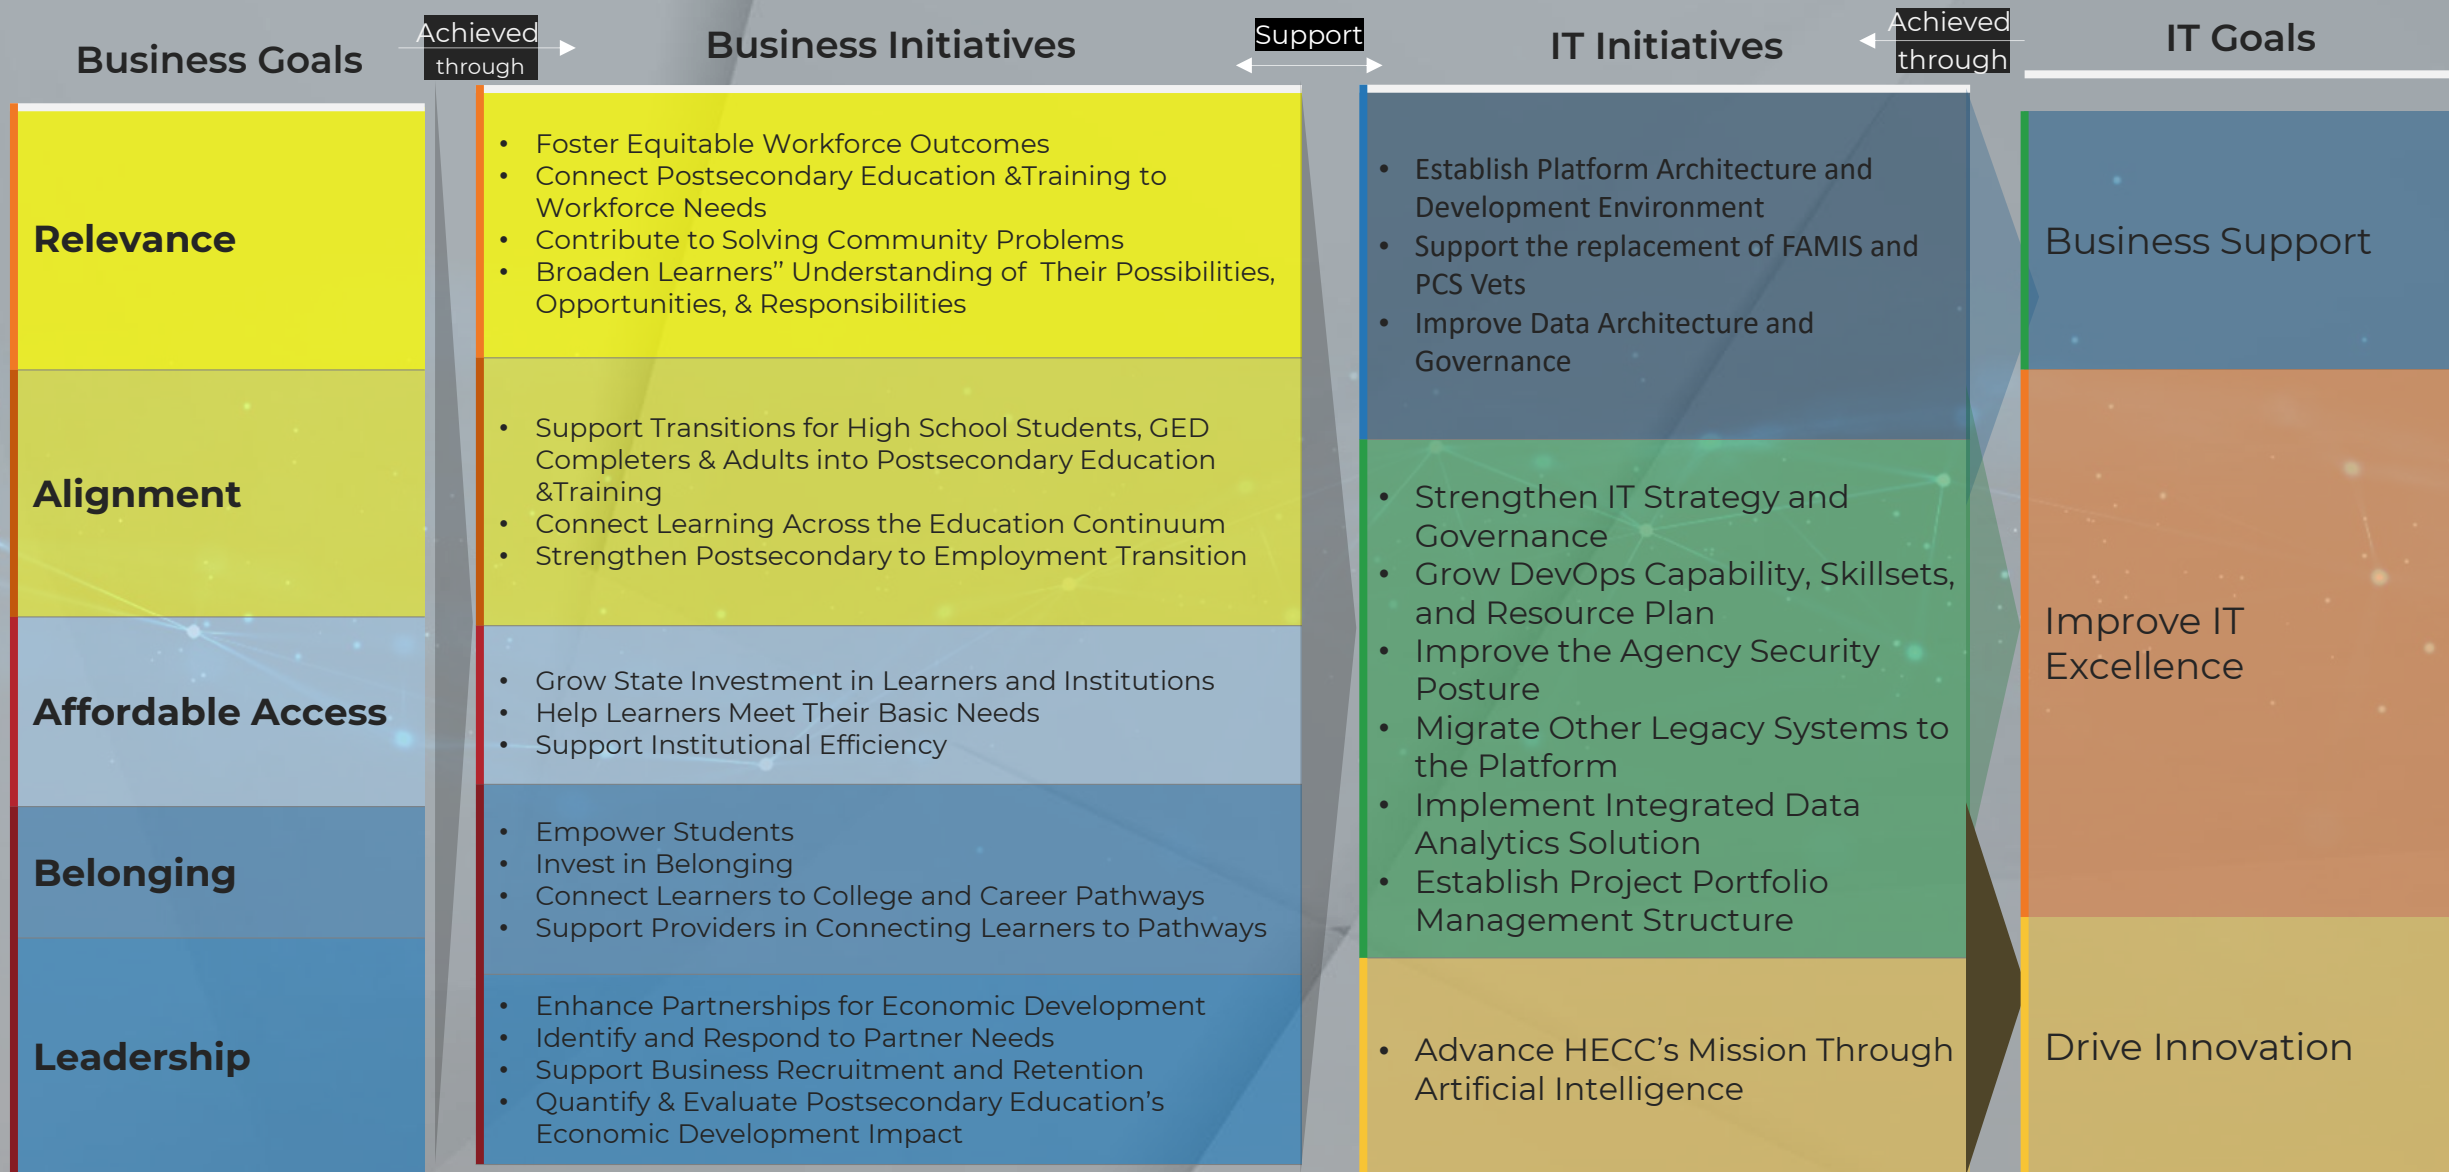 Business Goals
Achieved
through
Business Initiatives
Support
IT Initiatives
Achieved
through
IT Goals
Relevance
• Foster Equitable Workforce Outcomes
• Connect Postsecondary Education &Training to
Workforce Needs
• Contribute to Solving Community Problems
• Broaden Learners” Understanding of Their Possibilities,
Opportunities, & Responsibilities
Alignment
• Support Transitions for High School Students, GED
Completers & Adults into Postsecondary Education
&Training
• Connect Learning Across the Education Continuum
• Strengthen Postsecondary to Employment Transition
Affordable Access
• Grow State Investment in Learners and Institutions
• Help Learners Meet Their Basic Needs
• Support Institutional Efficiency
Belonging
• Empower Students
• Invest in Belonging
• Connect Learners to College and Career Pathways
• Support Providers in Connecting Learners to Pathways
Leadership
• Enhance Partnerships for Economic Development
• Identify and Respond to Partner Needs
• Support Business Recruitment and Retention
• Quantify & Evaluate Postsecondary Education’s
Economic Development Impact
• Establish Platform Architecture and
Development Environment
• Support the replacement of FAMIS and
PCS Vets
• Improve Data Architecture and
Governance
• Strengthen IT Strategy and
Governance
• Grow DevOps Capability, Skillsets,
and Resource Plan
• Improve the Agency Security
Posture
• Migrate Other Legacy Systems to
the Platform
• Implement Integrated Data
Analytics Solution
• Establish Project Portfolio
Management Structure
• Advance HECC’s Mission Through
Artificial Intelligence
Business Support
Improve IT
Excellence
Drive Innovation